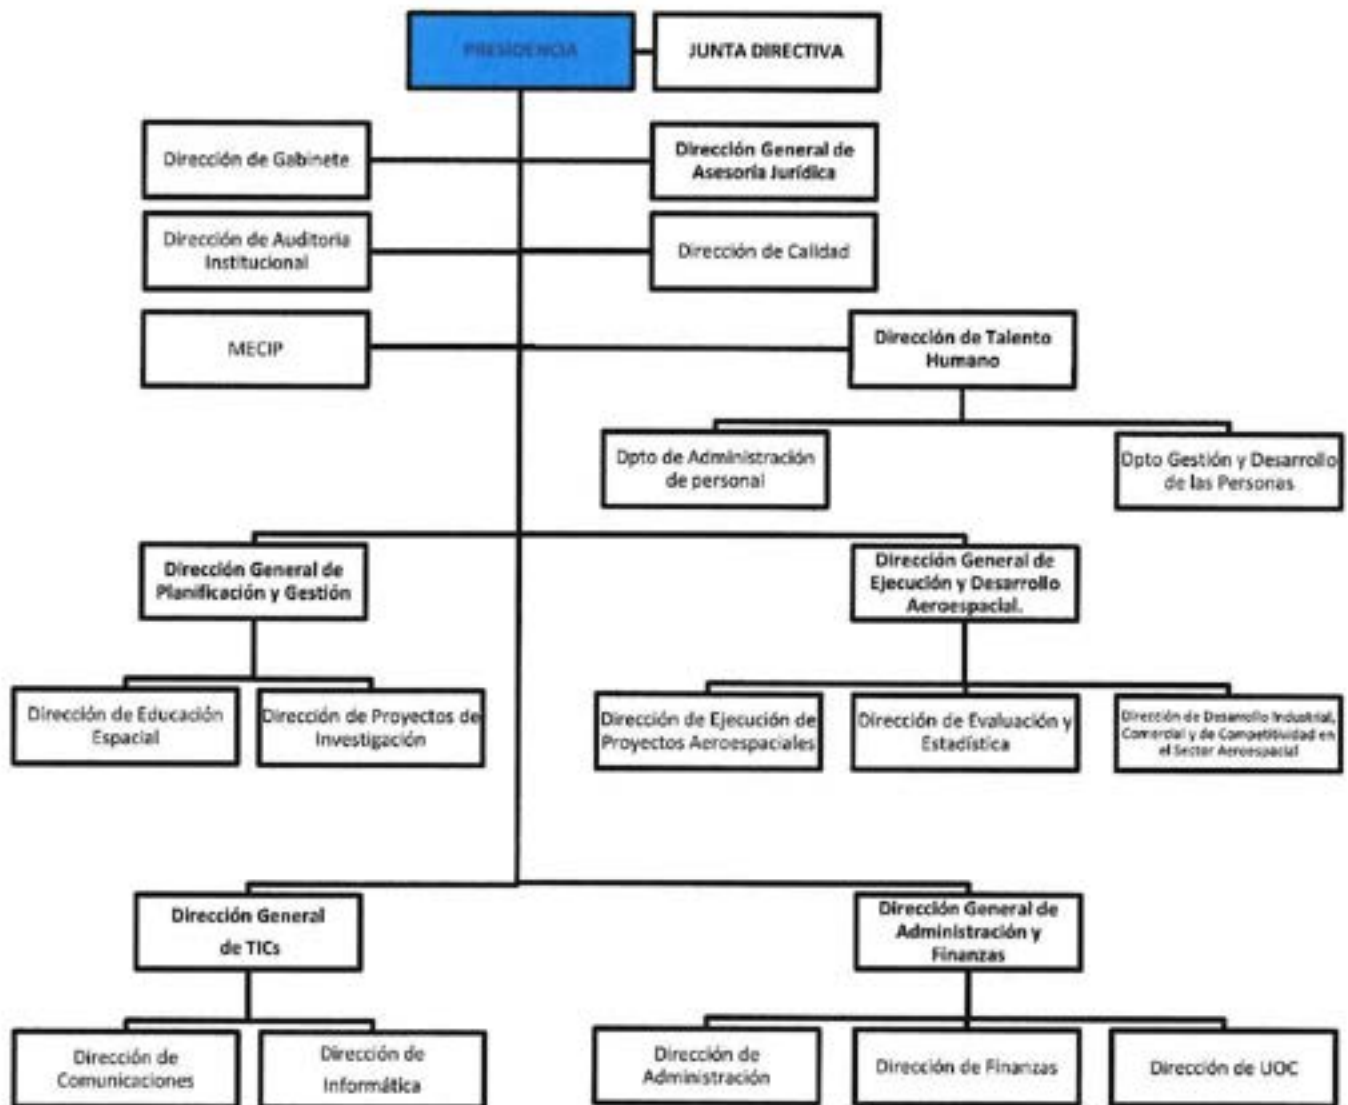 PRESIDENCIA
JUNTA DIRECTIVA
Dirección de Gabinete
Dirección General de
Asesoría Jurídica
Dirección de Auditoria
Institucional
Dirección de Calidad
MECIP
Dirección de Talento
Humano
Dpto de Administración
de personal
Dpto Gestión y Desarrollo
de las Personas
Dirección General de
Planificación y Gestión
Dirección General de
Ejecución y Desarrollo
Aeroespacial.
Dirección de Educación
Espacial
Dirección de Proyectos de
Investigación
Dirección de Ejecución de
Proyectos Aeroespaciales
Dirección de Evaluación y
Estadística
Dirección de Desarrollo Industrial,
Comercial y de Competitividad en
el Sector Aeroespacial
Dirección General
de TICs
Dirección General de
Administración y
Finanzas
Dirección de
Comunicaciones
Dirección de
Informática
Dirección de
Administración
Dirección de Finanzas
Dirección de UOC